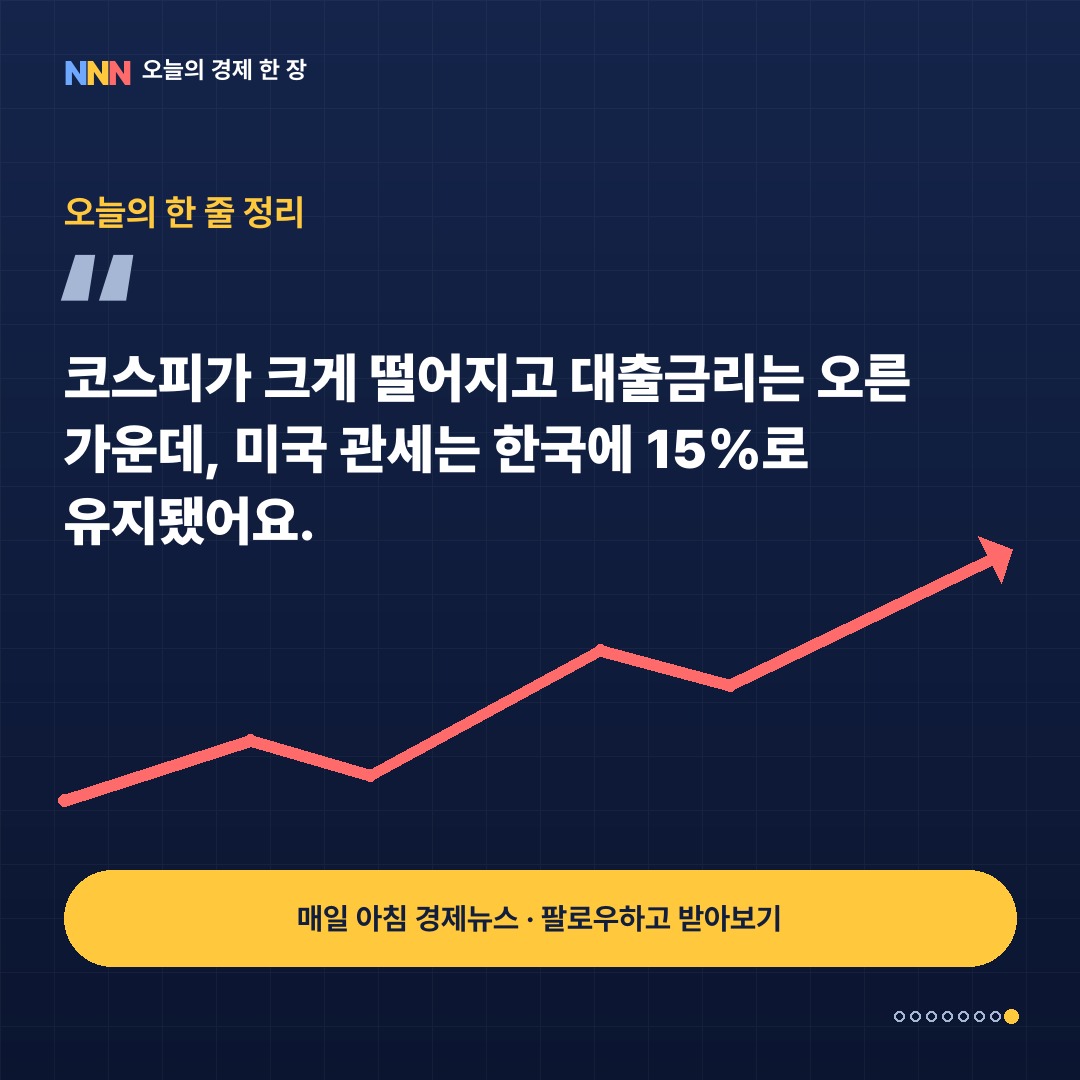 NNN 오늘의 경제 한 장
오늘의 한 줄 정리
"
코스피가 크게 떨어지고 대출금리는 오른
가운데, 미국 관세는 한국에 15%로
유지됐어요.
매일 아침 경제뉴스 · 팔로우하고 받아보기